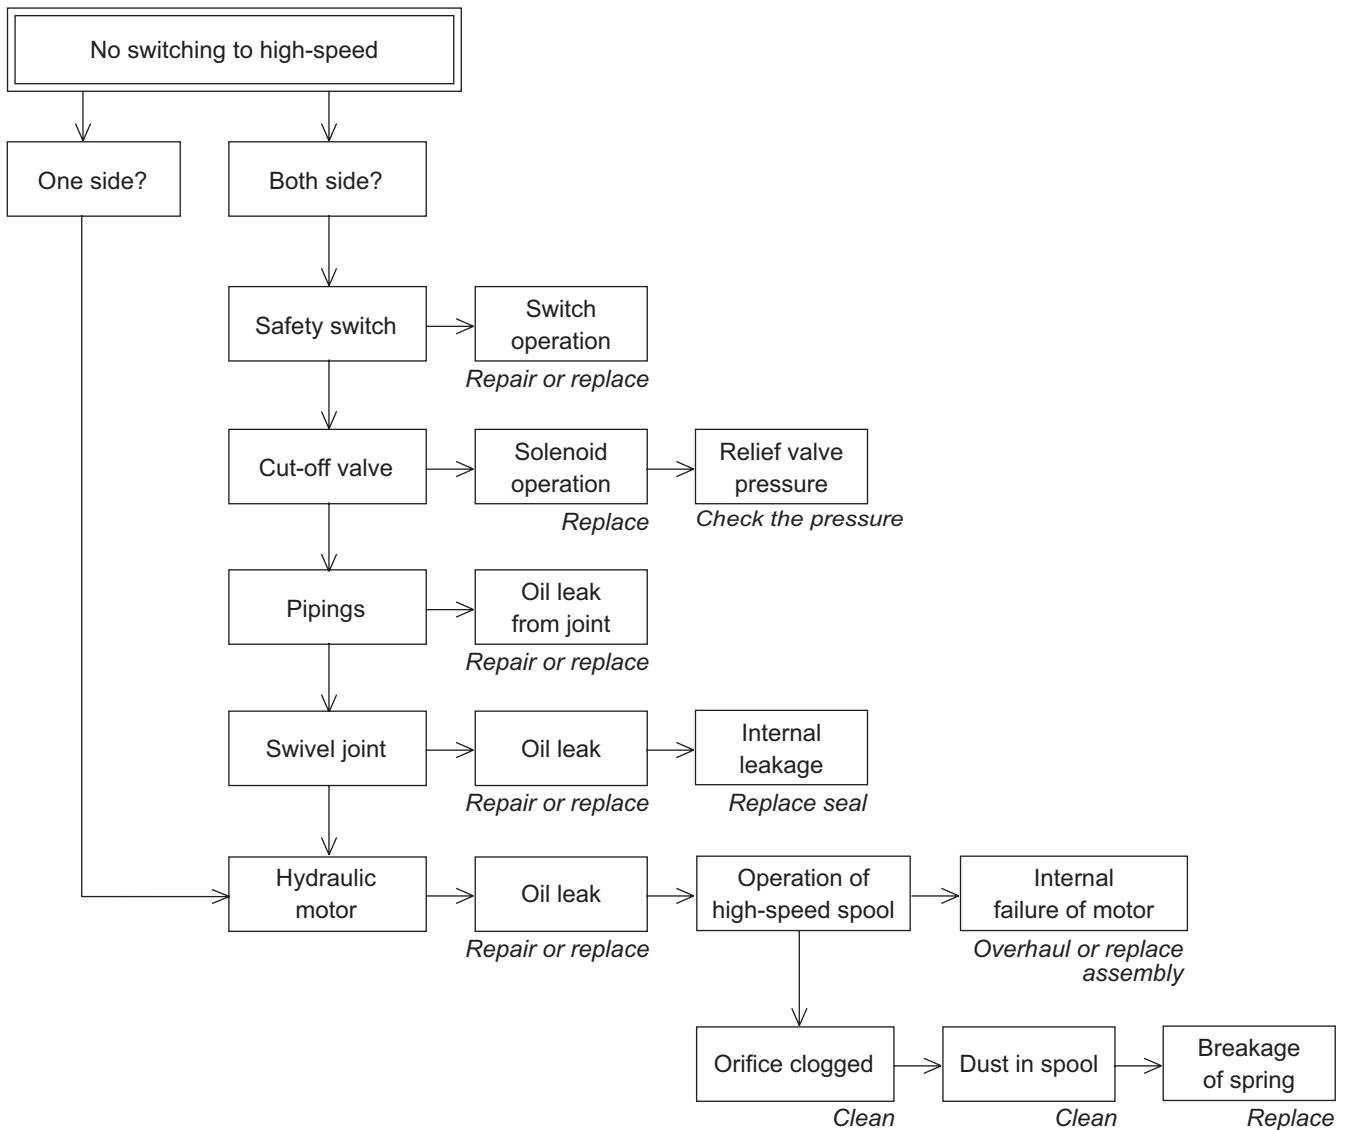 No switching to high-speed
One side?
Both side?
Safety switch
Switch
operation
Repair or replace
Cut-off valve
Solenoid
operation
Replace
Relief valve
pressure
Check the pressure
Pipings
Oil leak
from joint
Repair or replace
Swivel joint
Oil leak
Repair or replace
Internal
leakage
Replace seal
Hydraulic
motor
Oil leak
Repair or replace
Operation of
high-speed spool
Internal
failure of motor
Overhaul or replace
assembly
Orifice clogged
Clean
Dust in spool
Clean
Breakage
of spring
Replace